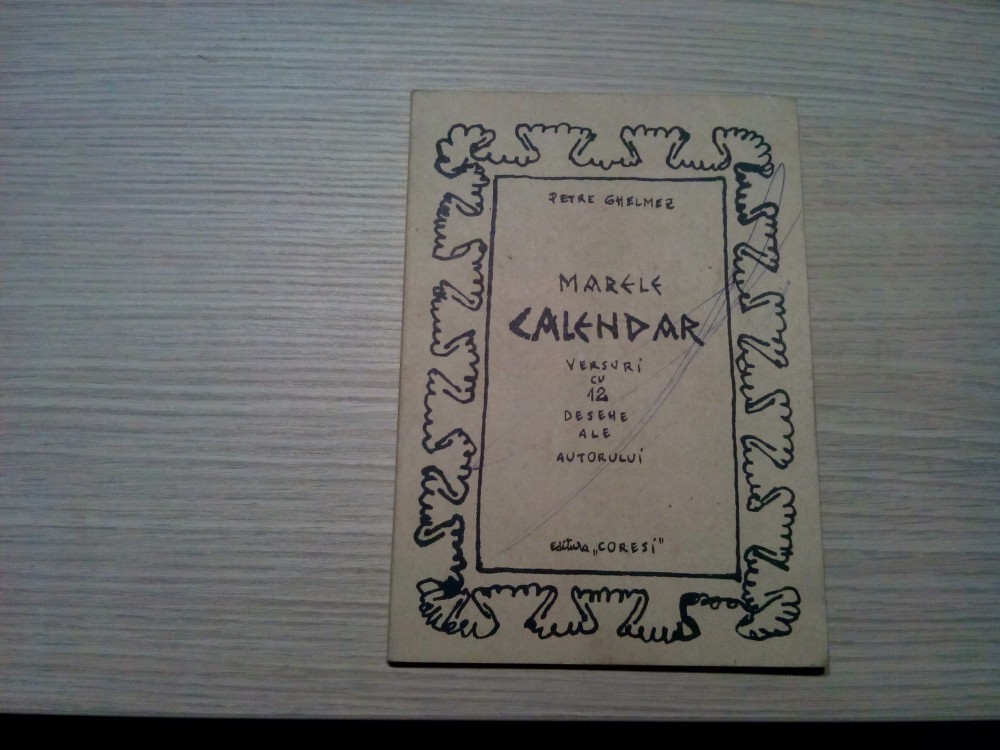 PETRE GHELMEZ
MARELE
CALENDAR
VERSURI
CU
12
DESENE
ALE
AUTORULUI
Editura „CORESI"